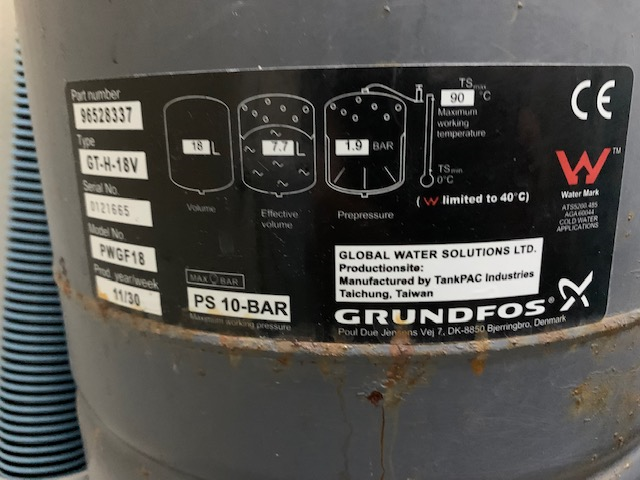 Part number
96528337
Type
GT-H-18V
Serial No.
0121665
Model No
PWGF18
Prod. year/week
11/30
18 L
Volume
7.7 L
Effective
volume
1.9 BAR
Prepressure
TSmax
90 °C
Maximum
working
temperature
TSmin
0°C
(W limited to 40°C)
CE
W
Water Mark
ATS5200.485
AGA 60044
COLD WATER
APPLICATIONS
MAX BAR
PS 10-BAR
Maximum working pressure
GLOBAL WATER SOLUTIONS LTD.
Productionsite:
Manufactured by TankPAC Industries
Taichung, Taiwan
GRUNDFOS
Poul Due Jensens Vej 7, DK-8850 Bjerringbro, Denmark